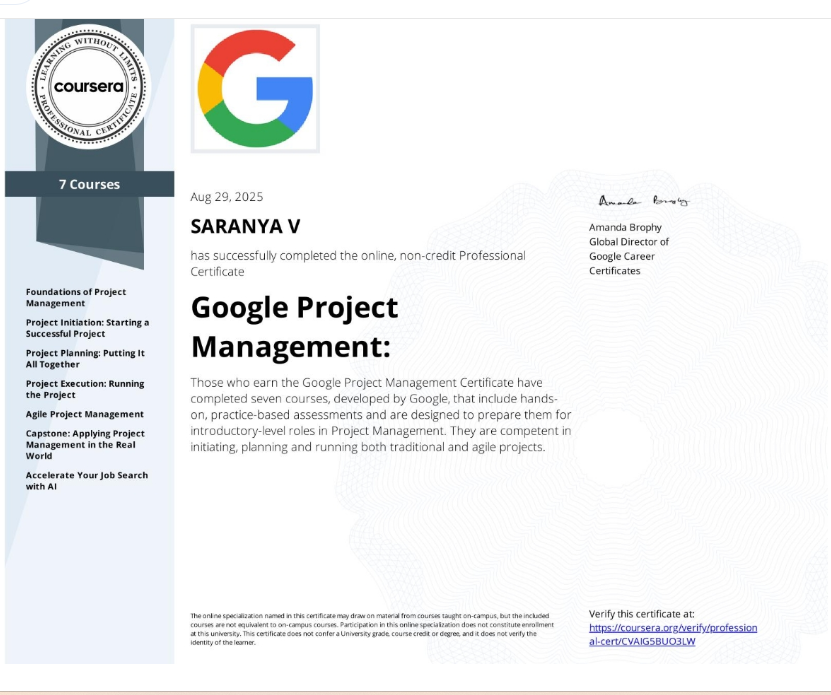 LEARNING WITHOUT LIMITS
coursera
PROFESSIONAL CERTIFICATE
7 Courses
Foundations of Project
Management
Project Initiation: Starting a
Successful Project
Project Planning: Putting It
All Together
Project Execution: Running
the Project
Agile Project Management
Capstone: Applying Project
Management in the Real
World
Accelerate Your Job Search
with AI
Aug 29, 2025
SARANYA V
has successfully completed the online, non-credit Professional
Certificate
Google Project
Management:
Those who earn the Google Project Management Certificate have
completed seven courses, developed by Google, that include hands-
on, practice-based assessments and are designed to prepare them for
introductory-level roles in Project Management. They are competent in
initiating, planning and running both traditional and agile projects.
The online specialization named in this certificate may draw on material from courses taught on-campus, but the included
courses are not equivalent to on-campus courses. Participation in this online specialization does not constitute enrollment
at this university. This certificate does not confer a University grade, course credit or degree, and it does not verify the
identity of the learner.
Amanda Brophy
Amanda Brophy
Global Director of
Google Career
Certificates
Verify this certificate at:
https://coursera.org/verify/profession
al-cert/CVAIG5BUO3LW